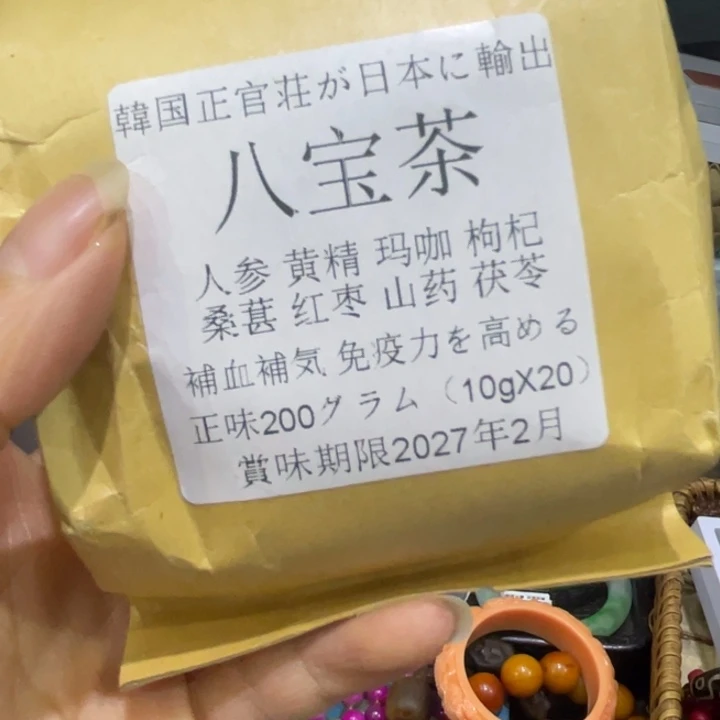 韓国正官荘が日本に輸出
八宝茶
人参 黄精 玛咖 枸杞
桑葚 红枣 山药 茯苓
補血補気 免疫力を高める
正味200グラム（10gX20）
賞味期限2027年2月